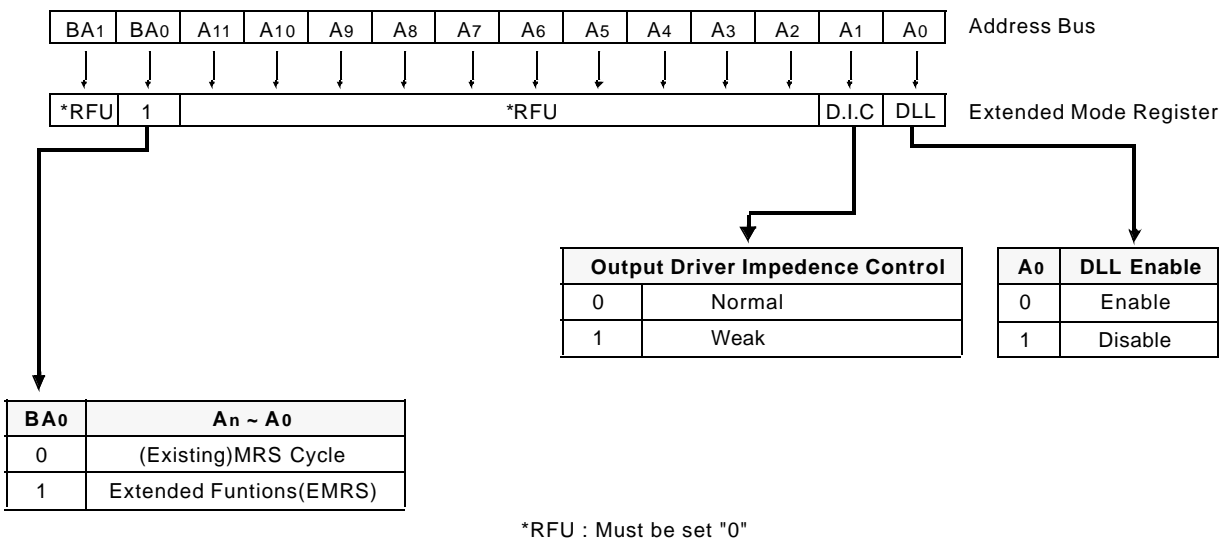 BA1 BA0 A11 A10 A9 A8 A7 A6 A5 A4 A3 A2 A1 A0 Address Bus
*RFU 1 *RFU D.I.C DLL Extended Mode Register
Output Driver Impedence Control
0 Normal
1 Weak
A0 DLL Enable
0 Enable
1 Disable
BA0 An ~ A0
0 (Existing)MRS Cycle
1 Extended Funtions(EMRS)
*RFU : Must be set "0"